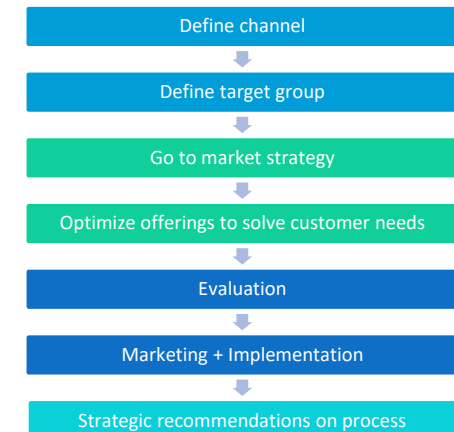 Define channel
Define target group
Go to market strategy
Optimize offerings to solve customer needs
Evaluation
Marketing + Implementation
Strategic recommendations on process